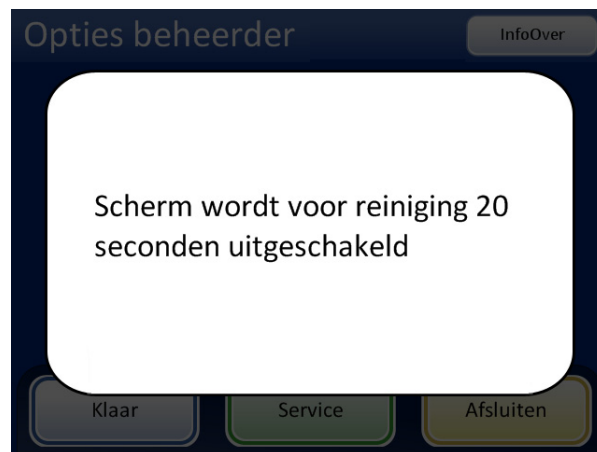 Opties beheerder
InfoOver
Scherm wordt voor reiniging 20
seconden uitgeschakeld
Klaar
Service
Afsluiten